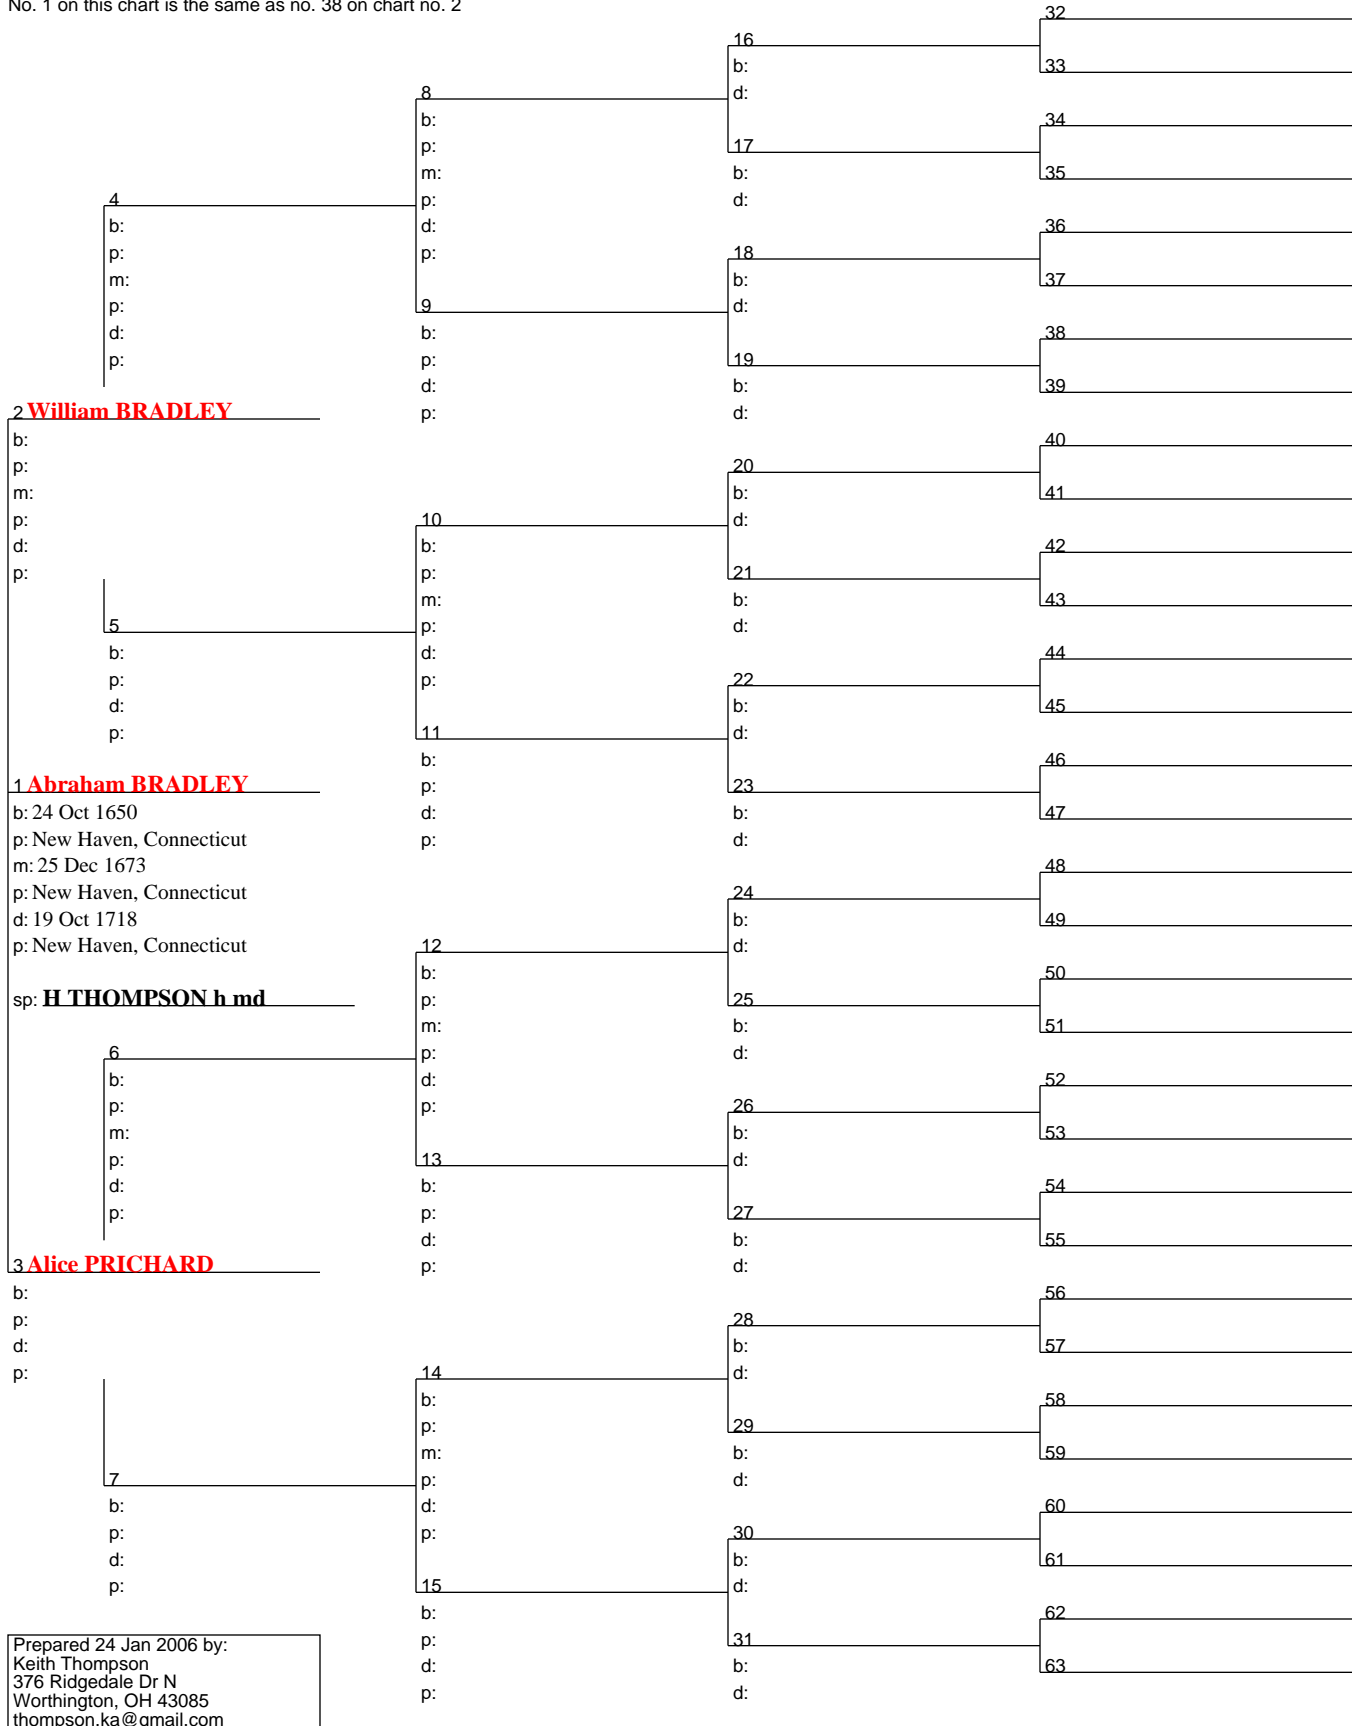 No. 1 on this chart is the same as no. 38 on chart no. 2
4
b:
p:
m:
p:
d:
p:
2 William BRADLEY
b:
p:
m:
p:
d:
p:
5
b:
p:
d:
p:
1 Abraham BRADLEY
b: 24 Oct 1650
p: New Haven, Connecticut
m: 25 Dec 1673
p: New Haven, Connecticut
d: 19 Oct 1718
p: New Haven, Connecticut
sp: H THOMPSON h md
6
b:
p:
m:
p:
d:
p:
3 Alice PRICHARD
b:
p:
d:
p:
7
b:
p:
d:
p:
8
b:
p:
m:
p:
d:
p:
9
b:
p:
d:
p:
10
b:
p:
m:
p:
d:
p:
11
b:
p:
d:
p:
12
b:
p:
m:
p:
d:
p:
13
b:
p:
d:
p:
14
b:
p:
m:
p:
d:
p:
15
b:
p:
d:
p:
16
b:
d:
17
b:
d:
18
b:
d:
19
b:
d:
20
b:
d:
21
b:
d:
22
b:
d:
23
b:
d:
24
b:
d:
25
b:
d:
26
b:
d:
27
b:
d:
28
b:
d:
29
b:
d:
30
b:
d:
31
b:
d:
32
33
34
35
36
37
38
39
40
41
42
43
44
45
46
47
48
49
50
51
52
53
54
55
56
57
58
59
60
61
62
63
Prepared 24 Jan 2006 by:
Keith Thompson
376 Ridgedale Dr N
Worthington, OH 43085
thompson.ka@gmail.com